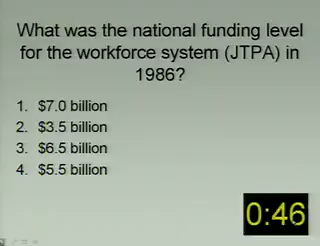 What was the national funding level
for the workforce system (JTPA) in
1986?
1. $7.0 billion
2. $3.5 billion
3. $6.5 billion
4. $5.5 billion
0:46